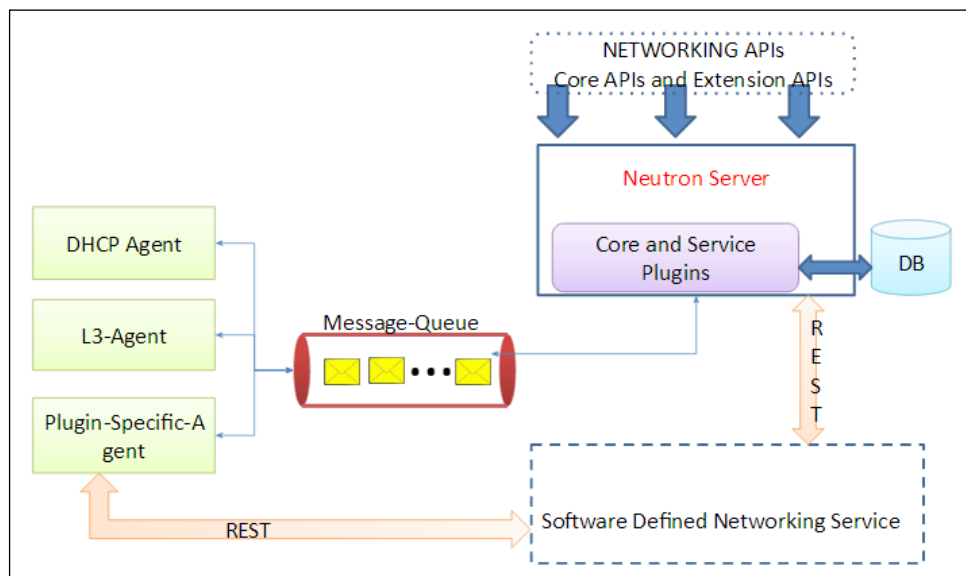 NETWORKING APIs
Core APIs and Extension APIs
Neutron Server
Core and Service
Plugins
DB
DHCP Agent
L3-Agent
Plugin-Specific-A
gent
Message-Queue
REST
REST
Software Defined Networking Service